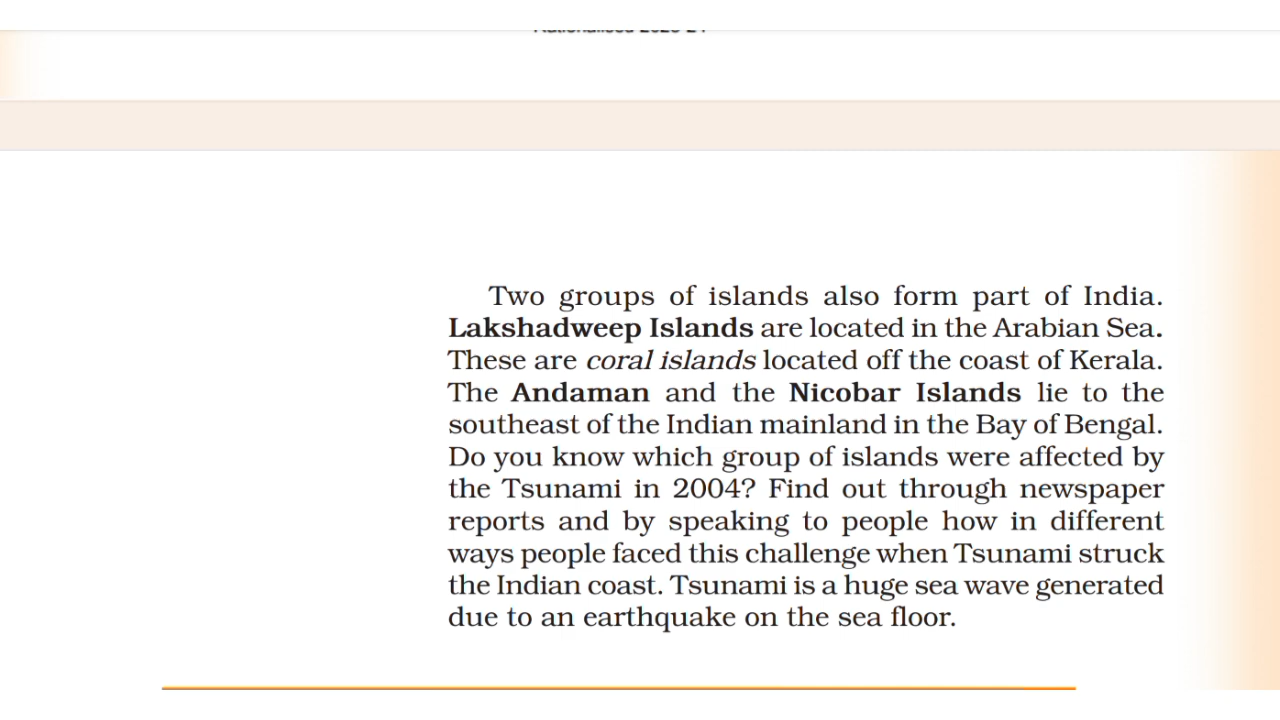 Two groups of islands also form part of India.
Lakshadweep Islands are located in the Arabian Sea.
These are coral islands located off the coast of Kerala.
The Andaman and the Nicobar Islands lie to the
southeast of the Indian mainland in the Bay of Bengal.
Do you know which group of islands were affected by
the Tsunami in 2004? Find out through newspaper
reports and by speaking to people how in different
ways people faced this challenge when Tsunami struck
the Indian coast. Tsunami is a huge sea wave generated
due to an earthquake on the sea floor.